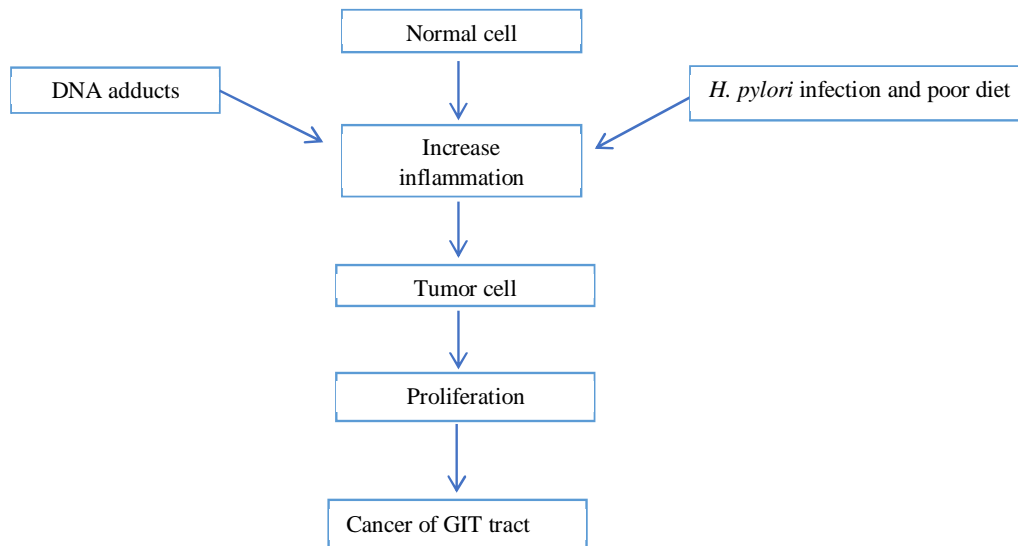 Normal cell
DNA adducts
H. pylori infection and poor diet
Increase
inflammation
Tumor cell
Proliferation
Cancer of GIT tract